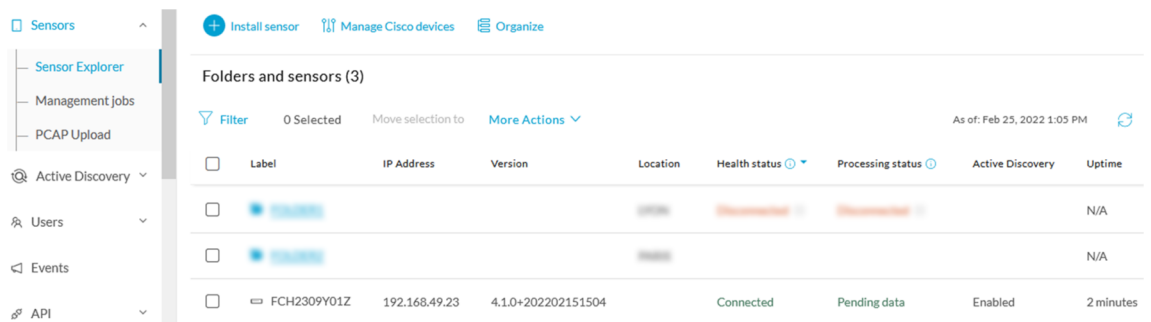 Sensors
Install sensor Manage Cisco devices Organize
Sensor Explorer
Folders and sensors (3)
Management jobs
Filter 0 Selected Move selection to More Actions As of: Feb 25, 2022 1:05 PM
PCAP Upload
Label IP Address Version Location Health status Processing status Active Discovery Uptime
Active Discovery
N/A
Users
N/A
Events
FCH2309Y01Z 192.168.49.23 4.1.0+202202151504 Connected Pending data Enabled 2 minutes
API